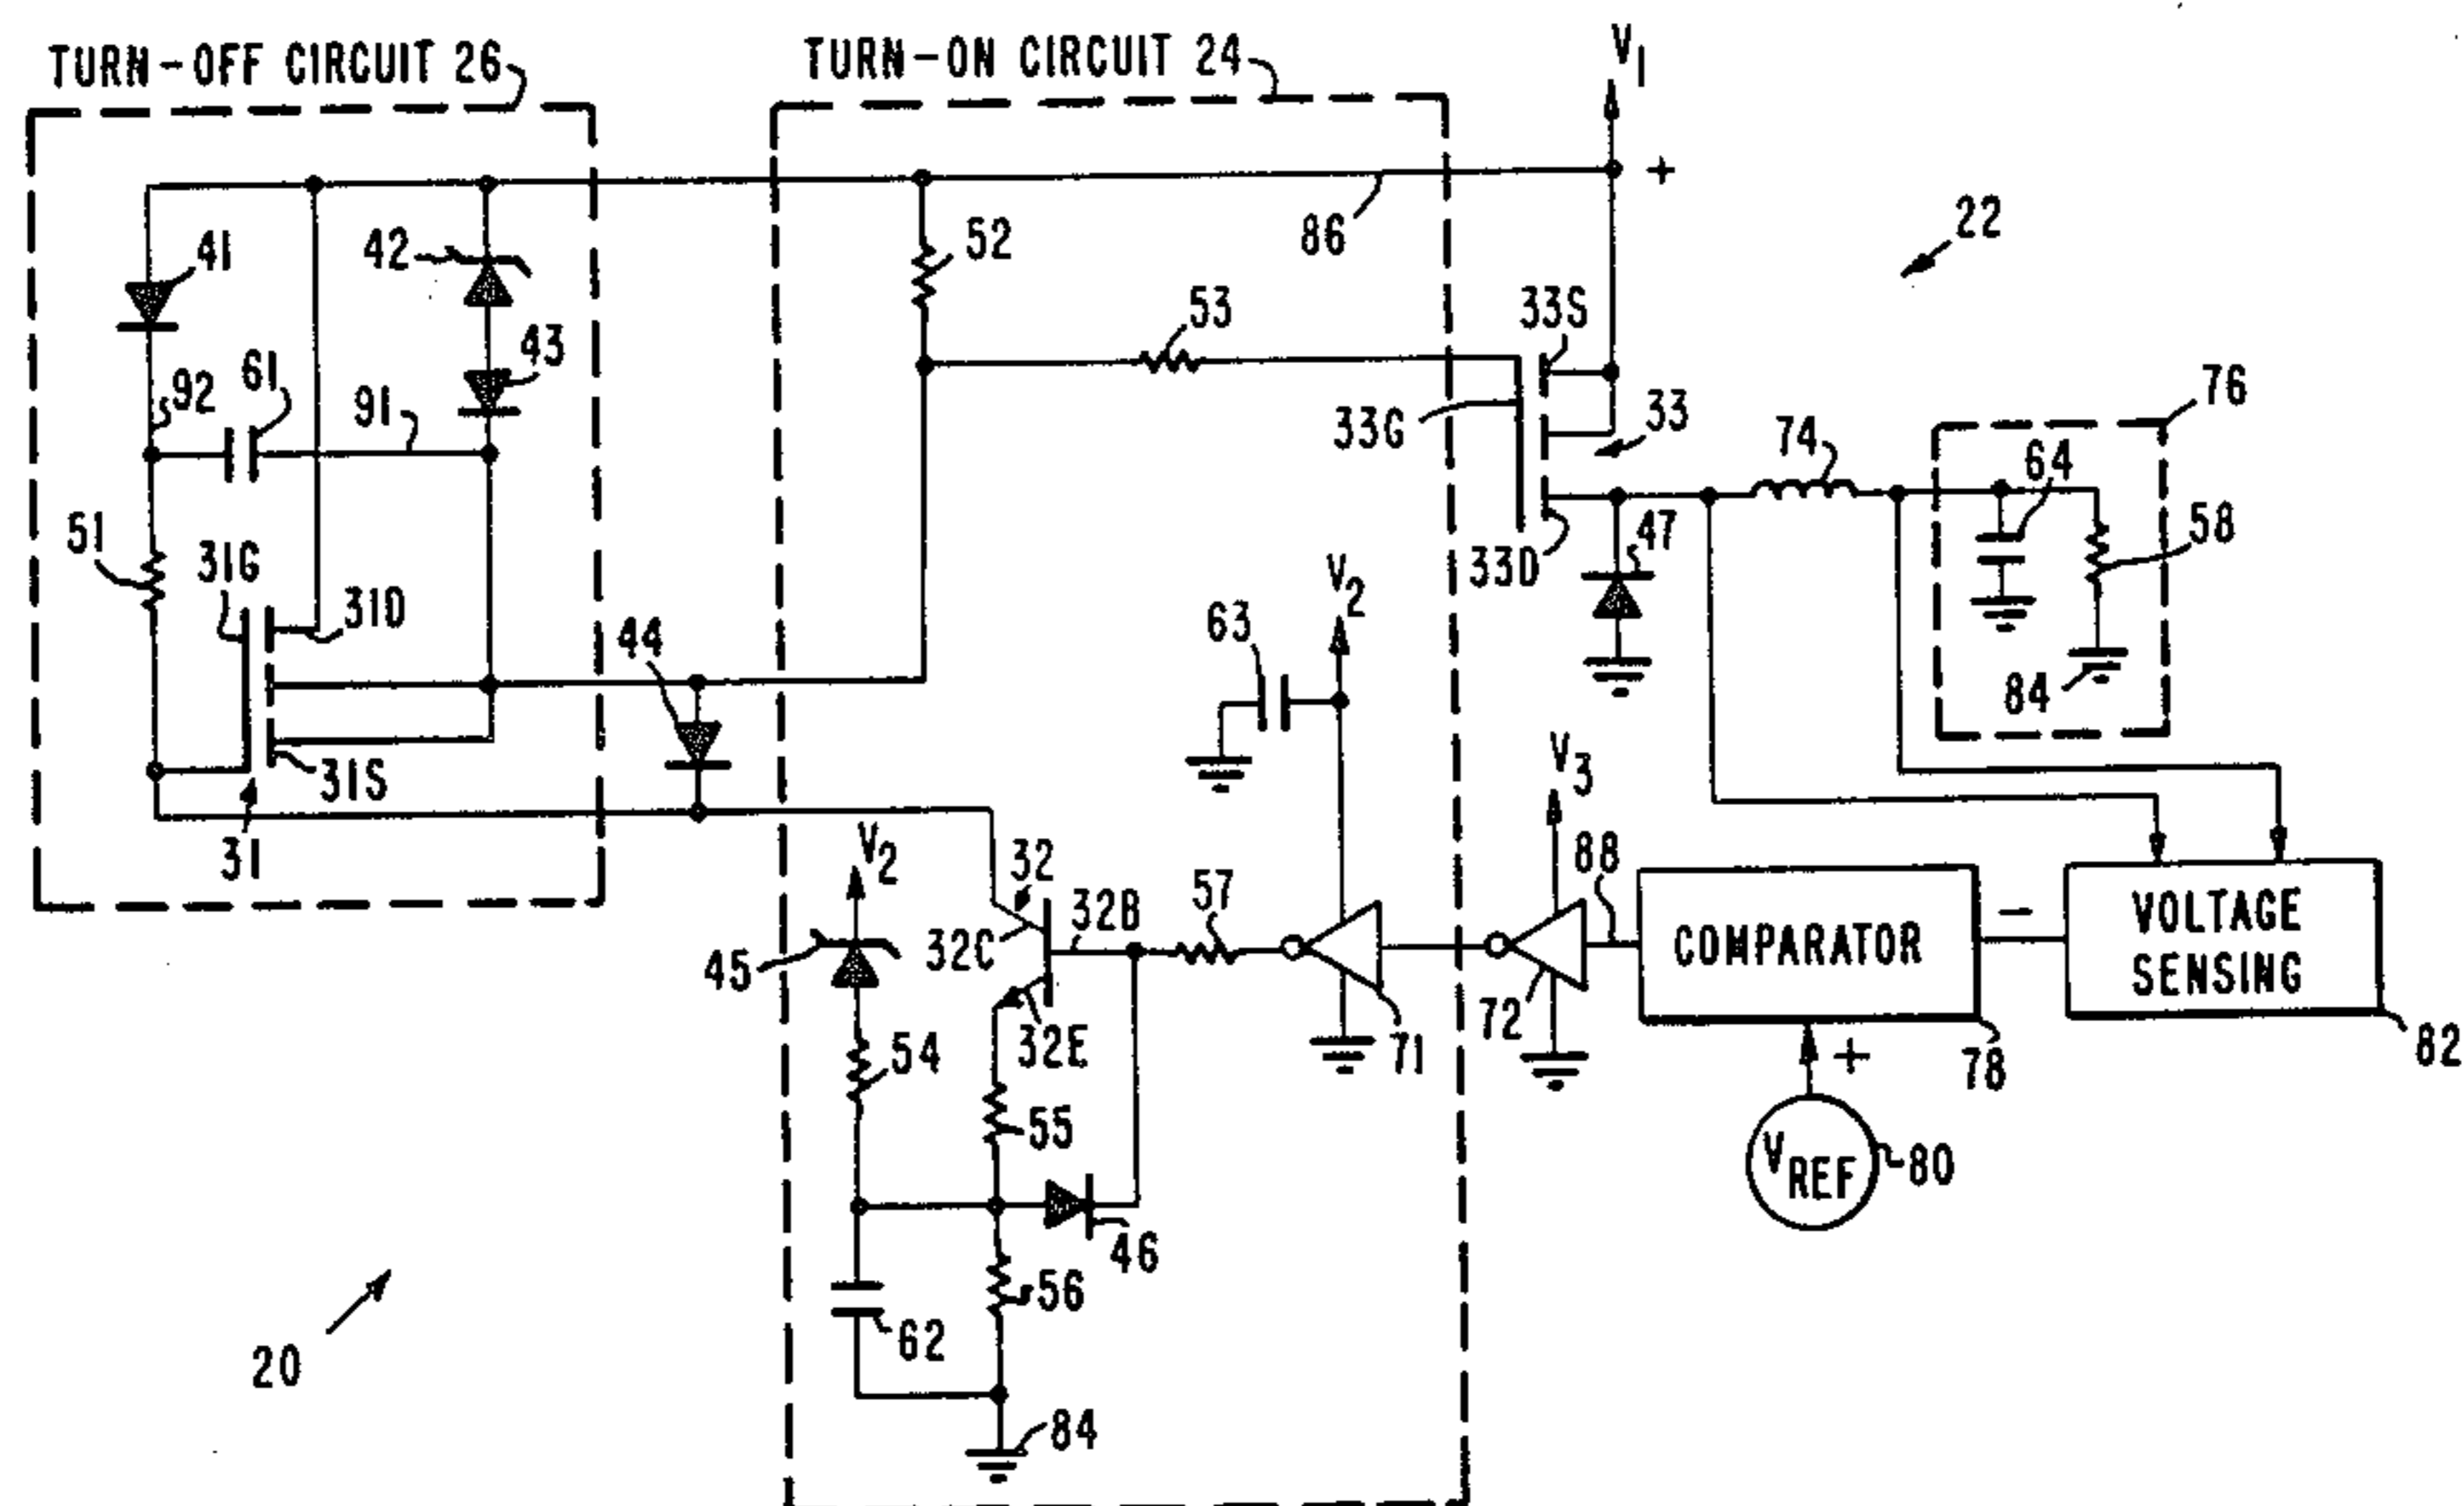 TURN-OFF CIRCUIT 26
TURN-ON CIRCUIT 24
V1
+
86
22
41
42
52
53
33S
43
92
61
91
33G
33
76
74
64
51
31G
31D
33D
47
58
V2
63
44
84
31S
31
V3
V2
32
32B
57
88
32C
45
COMPARATOR
−
VOLTAGE
SENSING
54
32E
71
72
+
78
82
55
VREF
80
46
56
62
20
84